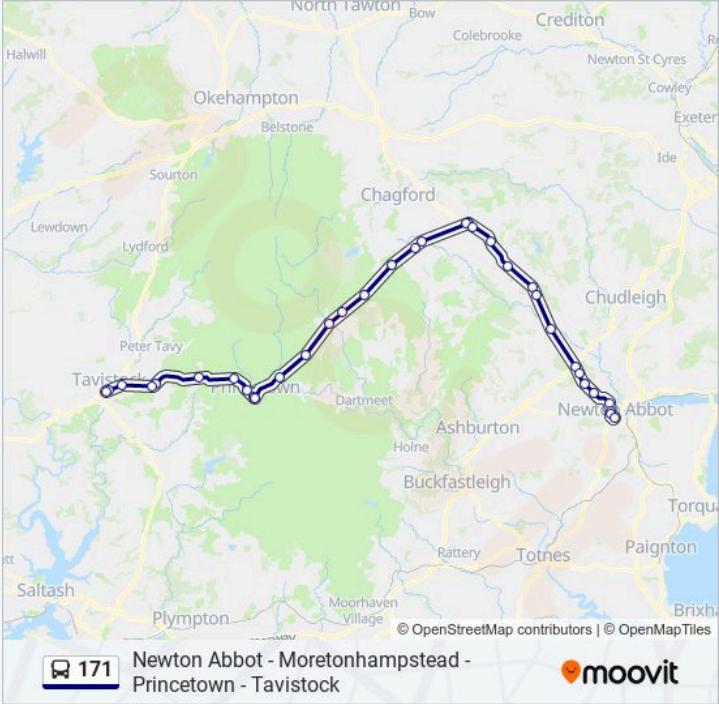 North Tawton
Bow
Crediton
Colebrooke
Halwill
Newton St Cyres
Cowley
Okehampton
Exeter
Belstone
Ide
Sourton
Chagford
Lewdown
Lydford
Chudleigh
Peter Tavy
Tavistock
Princetown
Dartmeet
Newton Abbot
Ashburton
Holne
Buckfastleigh
Torqua
Rattery
Totnes
Paignton
Saltash
Moorhaven
Village
Plympton
Brixha
© OpenStreetMap contributors | © OpenMapTiles
171
Newton Abbot - Moretonhampstead -
Princetown - Tavistock
moovit